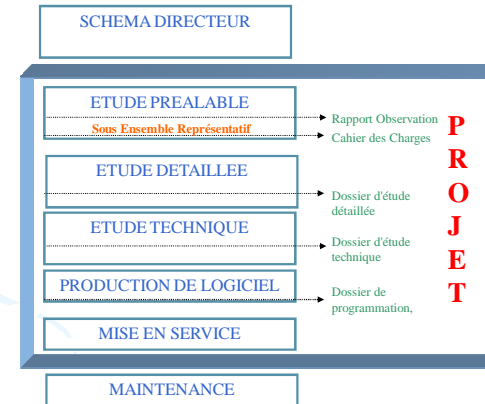 SCHEMA DIRECTEUR
ETUDE PREALABLE
Sous Ensemble Représentatif
Rapport Observation
Cahier des Charges
ETUDE DETAILLEE
Dossier d'étude
détaillée
ETUDE TECHNIQUE
Dossier d'étude
technique
PRODUCTION DE LOGICIEL
Dossier de
programmation,
MISE EN SERVICE
MAINTENANCE
P
R
O
J
E
T